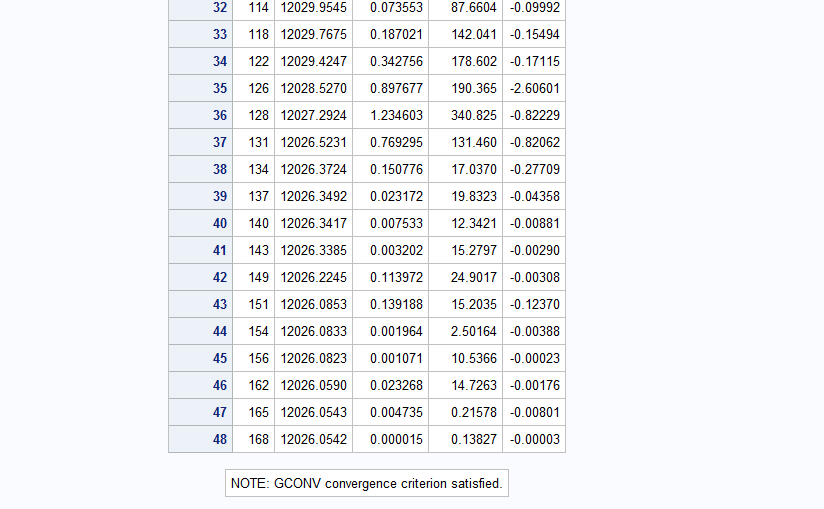 32 114 12029.9545 0.073553 87.6604 -0.09992
33 118 12029.7675 0.187021 142.041 -0.15494
34 122 12029.4247 0.342756 178.602 -0.17115
35 126 12028.5270 0.897677 190.365 -2.60601
36 128 12027.2924 1.234603 340.825 -0.82229
37 131 12026.5231 0.769295 131.460 -0.82062
38 134 12026.3724 0.150776 17.0370 -0.27709
39 137 12026.3492 0.023172 19.8323 -0.04358
40 140 12026.3417 0.007533 12.3421 -0.00881
41 143 12026.3385 0.003202 15.2797 -0.00290
42 149 12026.2245 0.113972 24.9017 -0.00308
43 151 12026.0853 0.139188 15.2035 -0.12370
44 154 12026.0833 0.001964 2.50164 -0.00388
45 156 12026.0823 0.001071 10.5366 -0.00023
46 162 12026.0590 0.023268 14.7263 -0.00176
47 165 12026.0543 0.004735 0.21578 -0.00801
48 168 12026.0542 0.000015 0.13827 -0.00003
NOTE: GCONV convergence criterion satisfied.